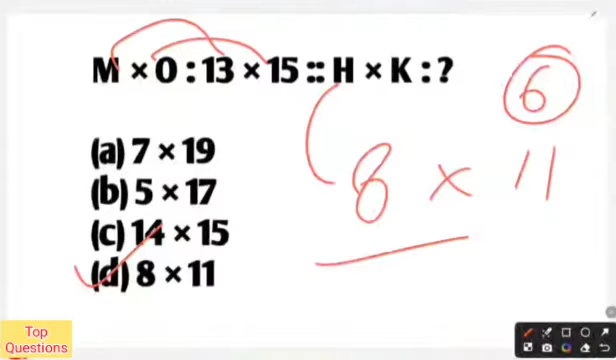 M × O : 13 × 15 :: H × K : ?
6
(a) 7 × 19
(b) 5 × 17
(c) 14 × 15
(d) 8 × 11
8 × 11
Top
Questions